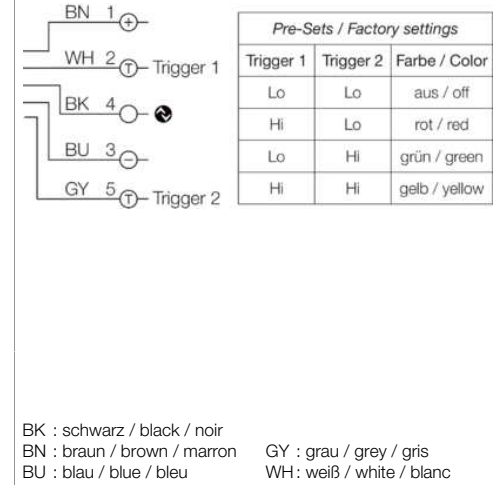 BN 1 +
WH 2 T Trigger 1
BK 4
BU 3 −
GY 5 T Trigger 2
Pre-Sets / Factory settings
Trigger 1 Trigger 2 Farbe / Color
Lo Lo aus / off
Hi Lo rot / red
Lo Hi grün / green
Hi Hi gelb / yellow
BK : schwarz / black / noir
BN : braun / brown / marron GY : grau / grey / gris
BU : blau / blue / bleu WH : weiß / white / blanc